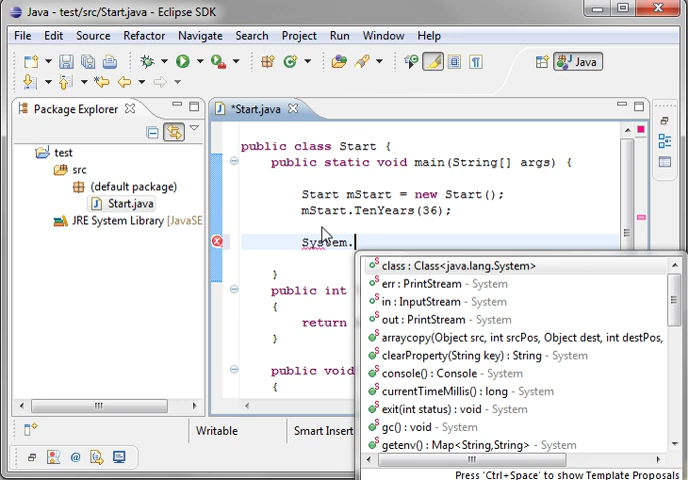 Java - test/src/Start.java - Eclipse SDK
File Edit Source Refactor Navigate Search Project Run Window Help
Java
Package Explorer
*Start.java
test
src
(default package)
Start.java
JRE System Library [JavaSE
public class Start {
public static void main(String[] args) {
Start mStart = new Start();
mStart.TenYears(36);
System.
}
public int
{
return
}
public void
{
class : Class<java.lang.System>
err : PrintStream - System
in : InputStream - System
out : PrintStream - System
arraycopy(Object src, int srcPos, Object dest, int destPos,
clearProperty(String key) : String - System
console() : Console - System
currentTimeMillis() : long - System
exit(int status) : void - System
gc() : void - System
getenv() : Map<String,String> - System
Press 'Ctrl+Space' to show Template Proposals
Writable
Smart Insert